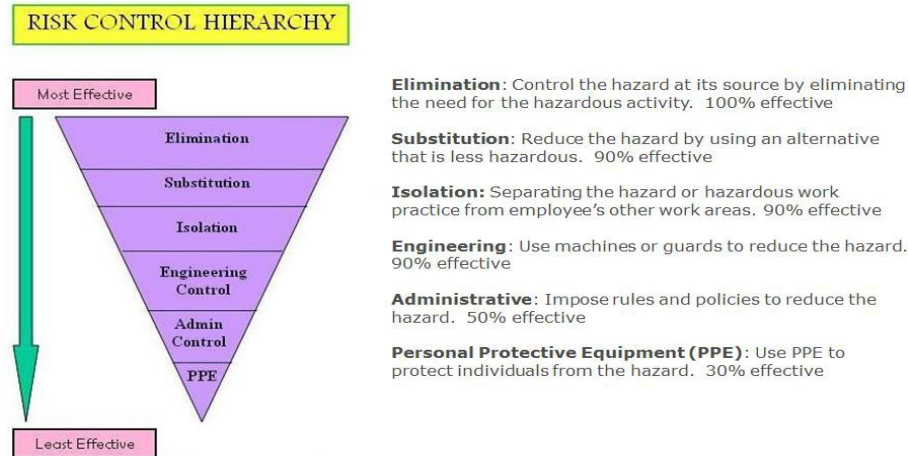 RISK CONTROL HIERARCHY
Most Effective
Elimination
Substitution
Isolation
Engineering
Control
Admin
Control
PPE
Least Effective
Elimination: Control the hazard at its source by eliminating
the need for the hazardous activity.  100% effective
Substitution: Reduce the hazard by using an alternative
that is less hazardous.  90% effective
Isolation: Separating the hazard or hazardous work
practice from employee’s other work areas. 90% effective
Engineering: Use machines or guards to reduce the hazard.
90% effective
Administrative: Impose rules and policies to reduce the
hazard.  50% effective
Personal Protective Equipment (PPE): Use PPE to
protect individuals from the hazard.  30% effective